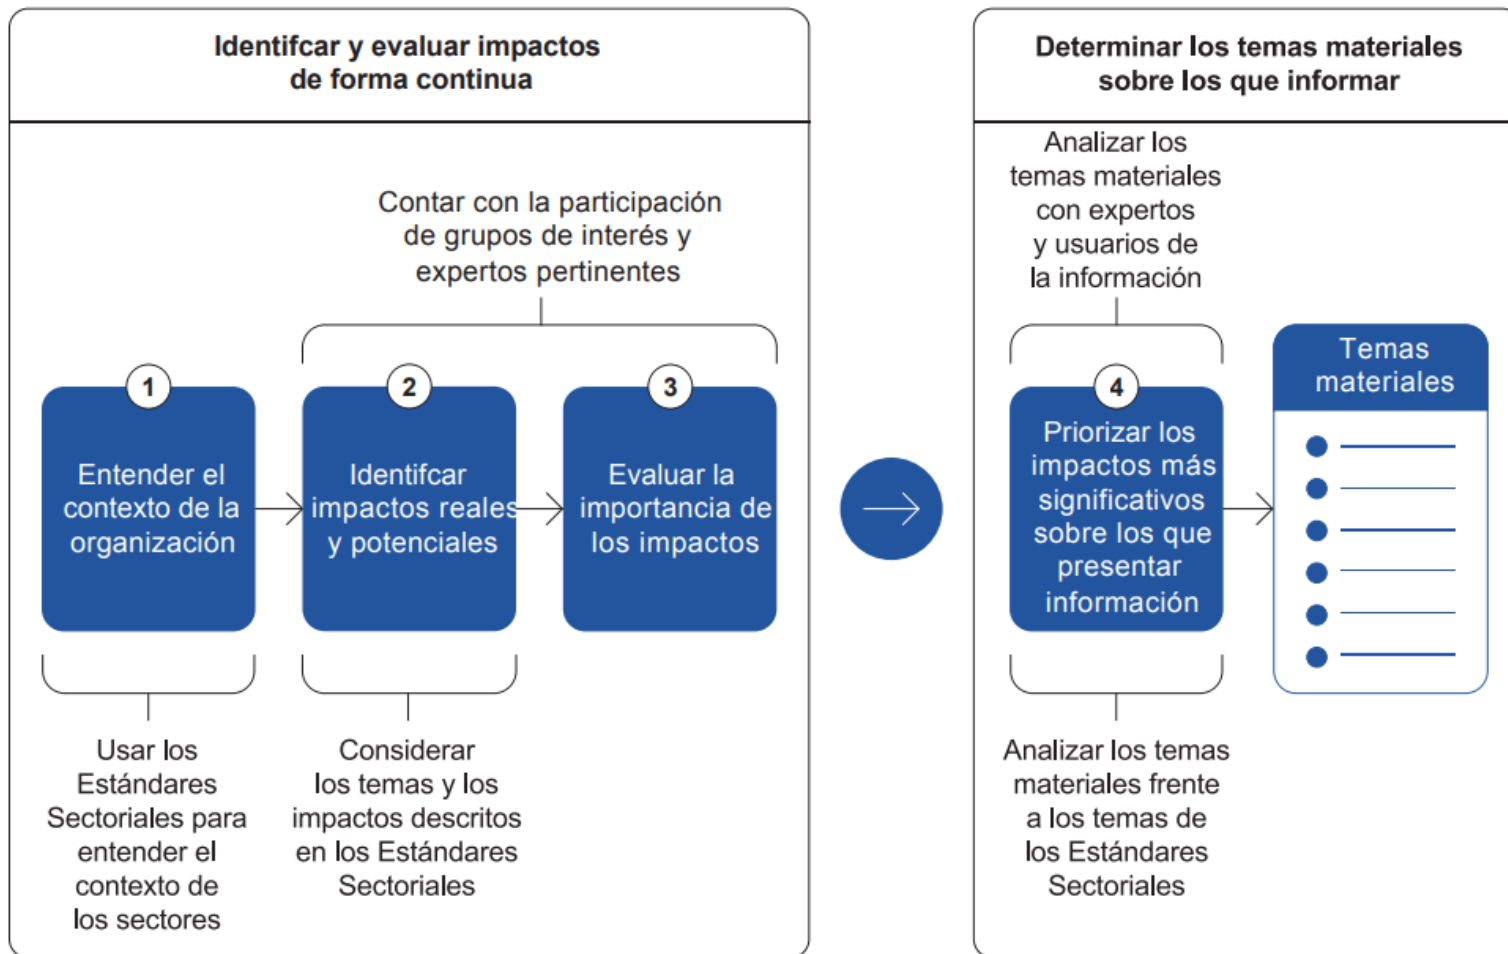 Identifcar y evaluar impactos
de forma continua
Contar con la participación
de grupos de interés y
expertos pertinentes
1
Entender el
contexto de la
organización
2
Identifcar
impactos reales
y potenciales
3
Evaluar la
importancia de
los impactos
Usar los
Estándares
Sectoriales para
entender el
contexto de
los sectores
Considerar
los temas y los
impactos descritos
en los Estándares
Sectoriales
Determinar los temas materiales
sobre los que informar
Analizar los
temas materiales
con expertos
y usuarios de
la información
4
Priorizar los
impactos más
significativos
sobre los que
presentar
información
Temas
materiales
Analizar los temas
materiales frente
a los temas de
los Estándares
Sectoriales